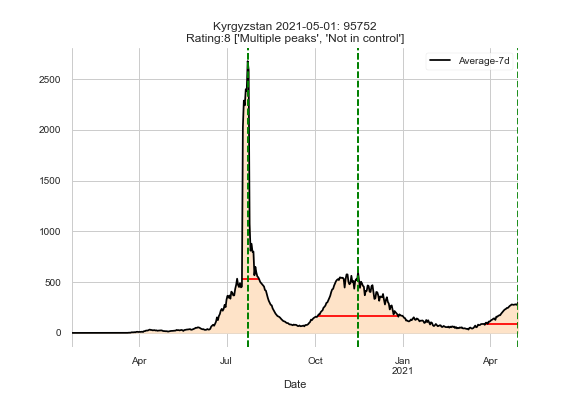 Kyrgyzstan 2021-05-01: 95752
Rating:8 ['Multiple peaks', 'Not in control']
Average-7d
2500
2000
1500
1000
500
0
Apr
Jul
Oct
Jan
2021
Apr
Date